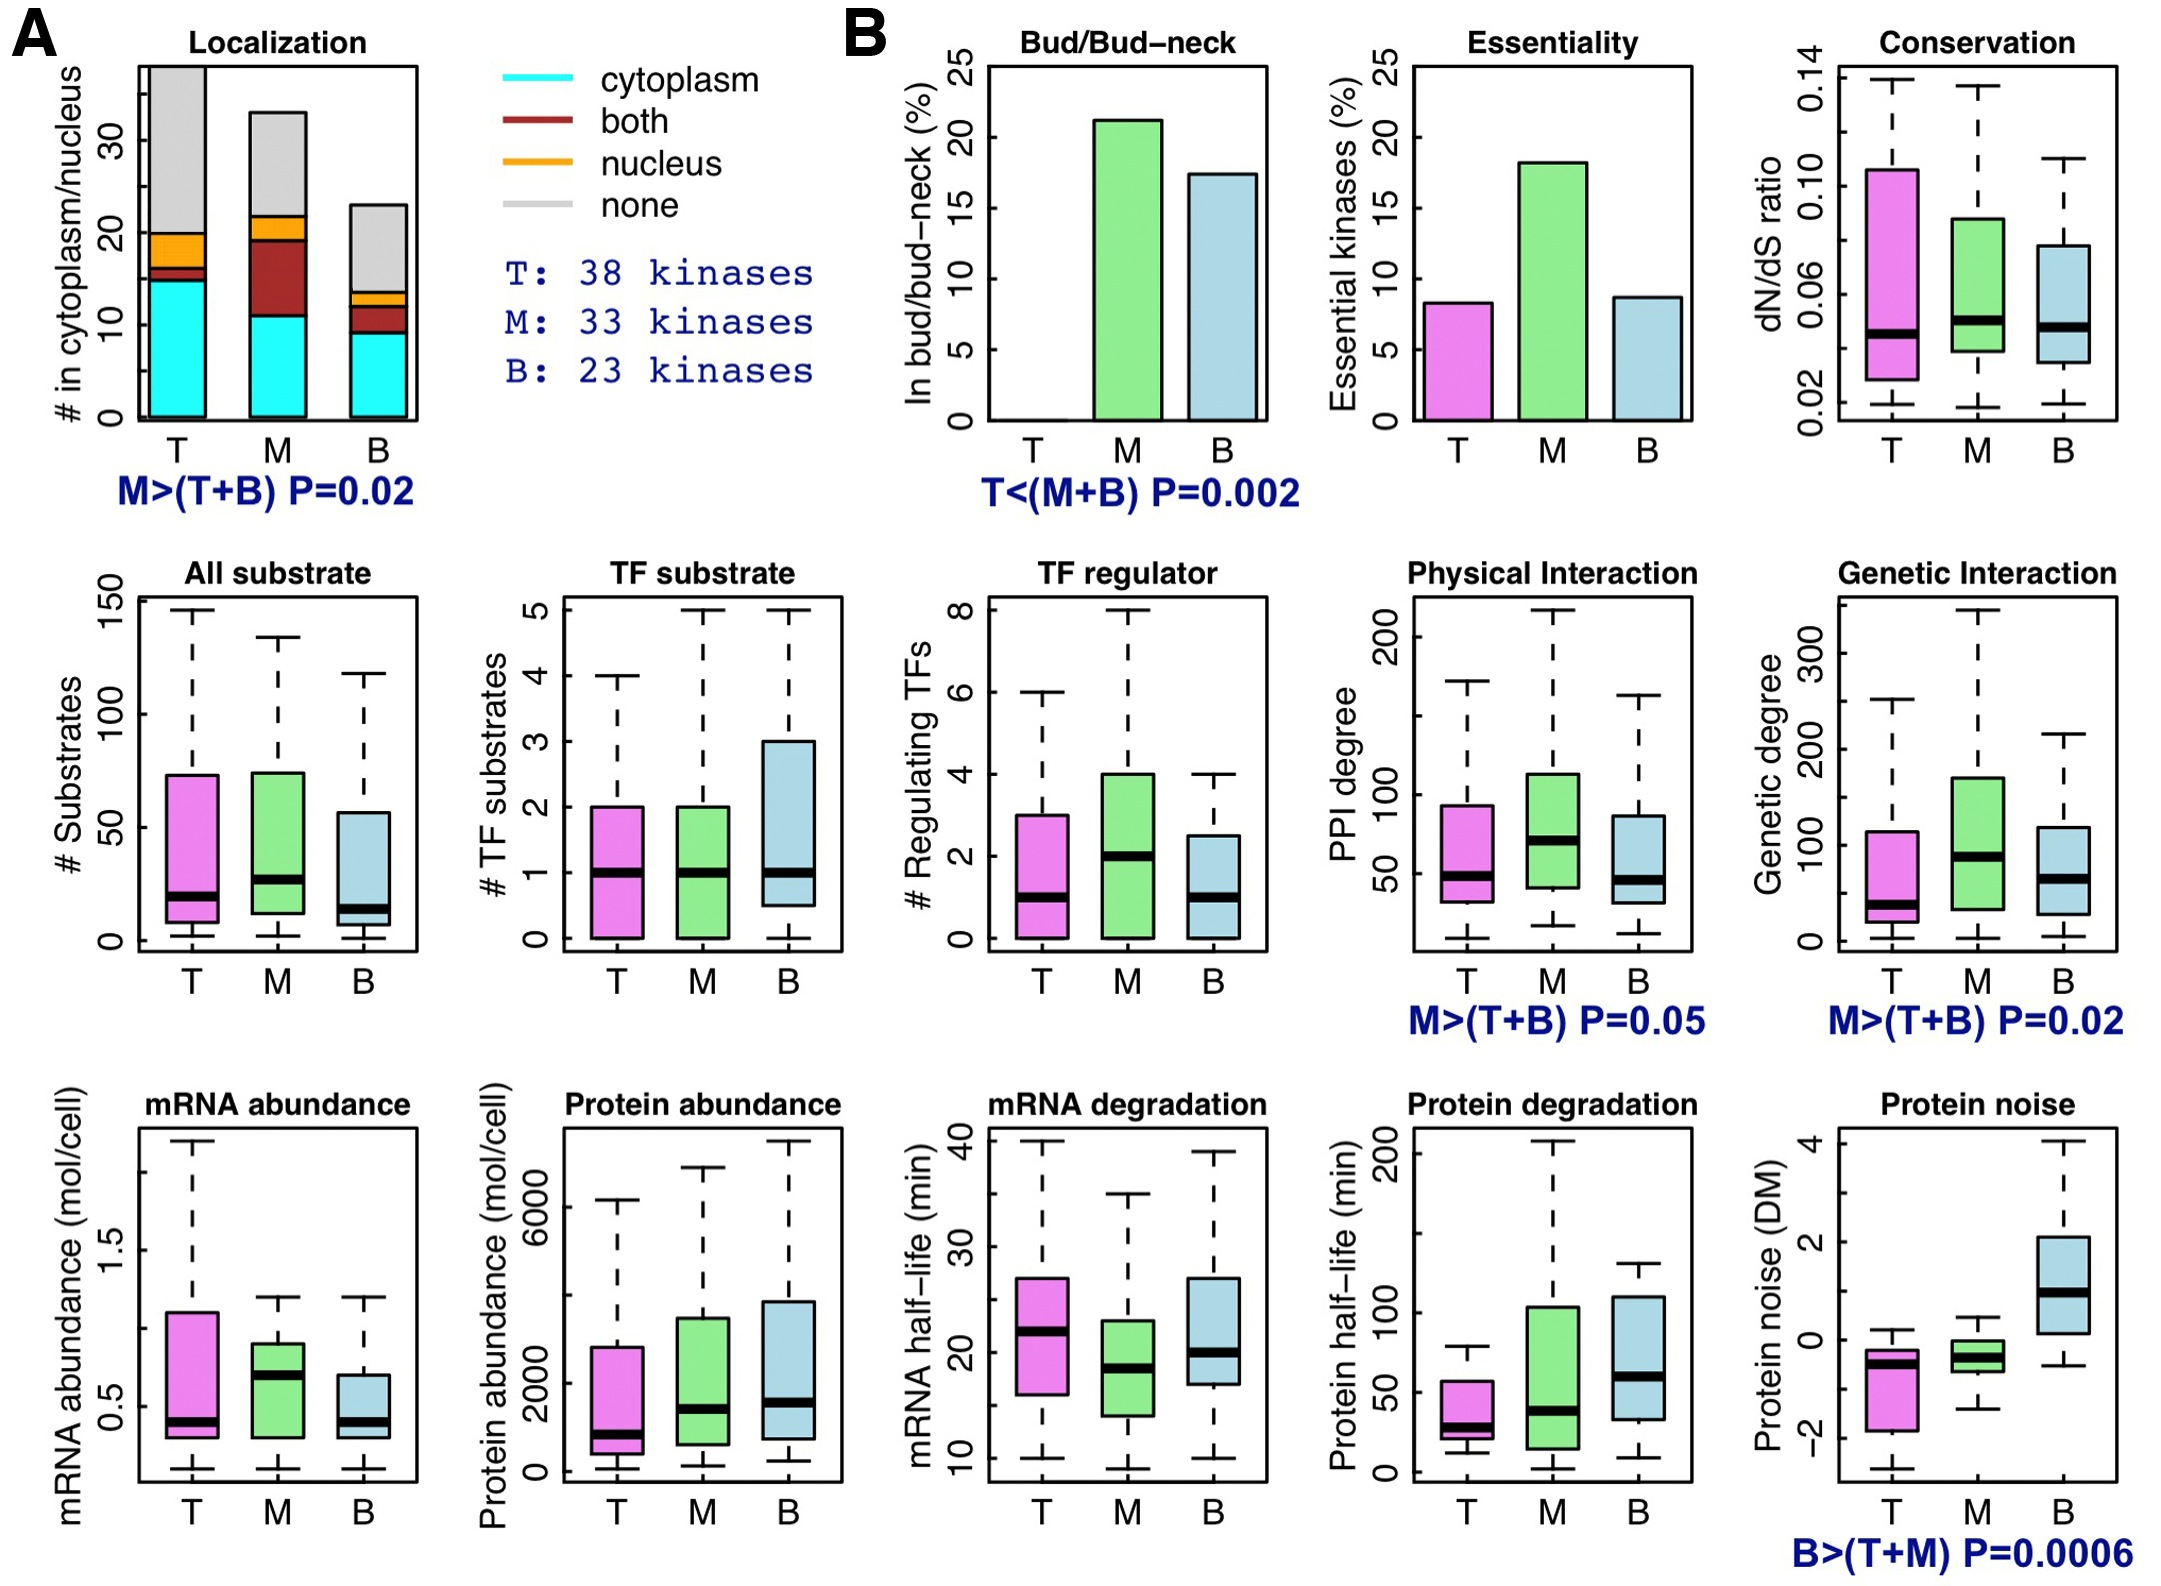 A
B
Localization
# in cytoplasm/nucleus
0 10 20 30
T M B
M>(T+B) P=0.02
cytoplasm
both
nucleus
none
T: 38 kinases
M: 33 kinases
B: 23 kinases
Bud/Bud–neck
In bud/bud–neck (%)
0 5 10 15 20 25
T M B
T<(M+B) P=0.002
Essentiality
Essential kinases (%)
0 5 10 15 20 25
T M B
Conservation
dN/dS ratio
0.02 0.06 0.10 0.14
T M B
All substrate
# Substrates
0 50 100 150
T M B
TF substrate
# TF substrates
0 1 2 3 4 5
T M B
TF regulator
# Regulating TFs
0 2 4 6 8
T M B
Physical Interaction
PPI degree
50 100 200
T M B
M>(T+B) P=0.05
Genetic Interaction
Genetic degree
0 100 200 300
T M B
M>(T+B) P=0.02
mRNA abundance
mRNA abundance (mol/cell)
0.5 1.5
T M B
Protein abundance
Protein abundance (mol/cell)
0 2000 6000
T M B
mRNA degradation
mRNA half–life (min)
10 20 30 40
T M B
Protein degradation
Protein half–life (min)
0 50 100 200
T M B
Protein noise
Protein noise (DM)
−2 0 2 4
T M B
B>(T+M) P=0.0006